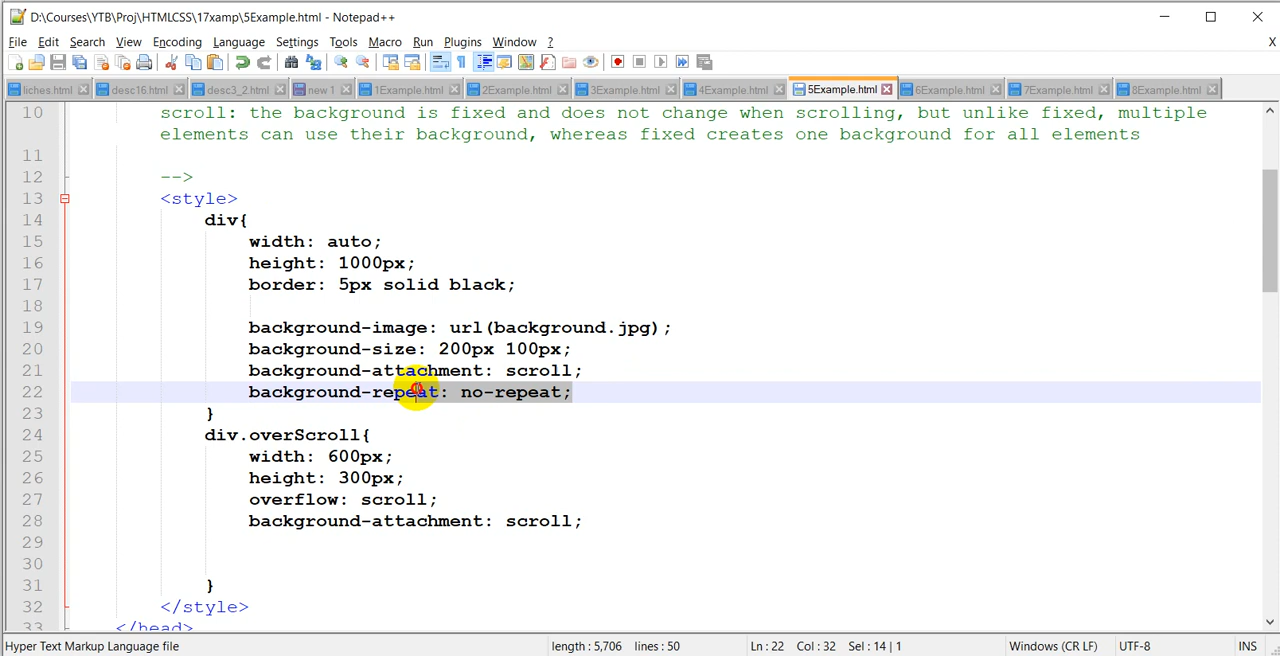 D:\Courses\YTB\Proj\HTMLCSS\17xamp\5Example.html - Notepad++
File Edit Search View Encoding Language Settings Tools Macro Run Plugins Window ? X
liches.html desc16.html desc3_2.html new 1 1Example.html 2Example.html 3Example.html 4Example.html 5Example.html 6Example.html 7Example.html 8Example.html
10 scroll: the background is fixed and does not change when scrolling, but unlike fixed, multiple
elements can use their background, whereas fixed creates one background for all elements
11
12 -->
13 <style>
14 div{
15 width: auto;
16 height: 1000px;
17 border: 5px solid black;
18
19 background-image: url(background.jpg);
20 background-size: 200px 100px;
21 background-attachment: scroll;
22 background-repeat: no-repeat;
23 }
24 div.overScroll{
25 width: 600px;
26 height: 300px;
27 overflow: scroll;
28 background-attachment: scroll;
29
30
31 }
32 </style>
33 </head>
Hyper Text Markup Language file length : 5,706 lines : 50 Ln : 22 Col : 32 Sel : 14 | 1 Windows (CR LF) UTF-8 INS